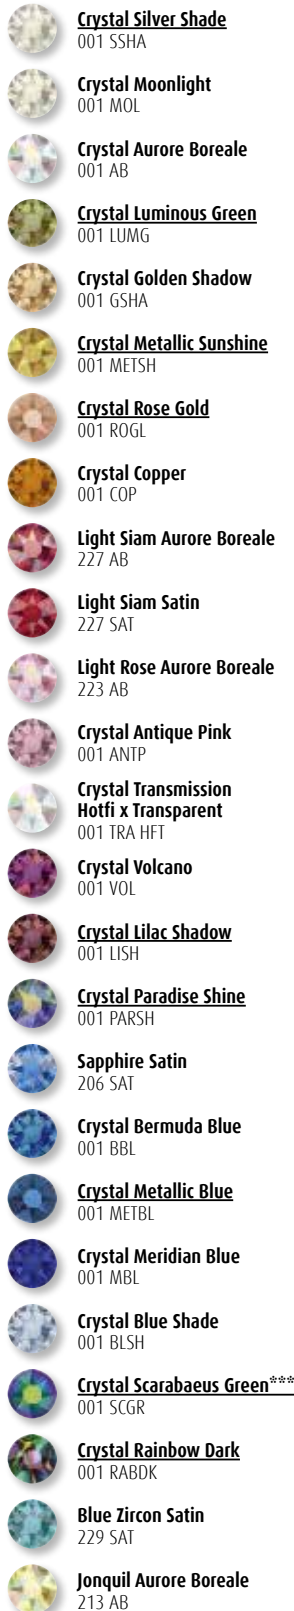 Crystal Silver Shade
001 SSHA
Crystal Moonlight
001 MOL
Crystal Aurore Boreale
001 AB
Crystal Luminous Green
001 LUMG
Crystal Golden Shadow
001 GSHA
Crystal Metallic Sunshine
001 METSH
Crystal Rose Gold
001 ROGL
Crystal Copper
001 COP
Light Siam Aurore Boreale
227 AB
Light Siam Satin
227 SAT
Light Rose Aurore Boreale
223 AB
Crystal Antique Pink
001 ANTP
Crystal Transmission
Hotfi x Transparent
001 TRA HFT
Crystal Volcano
001 VOL
Crystal Lilac Shadow
001 LISH
Crystal Paradise Shine
001 PARSH
Sapphire Satin
206 SAT
Crystal Bermuda Blue
001 BBL
Crystal Metallic Blue
001 METBL
Crystal Meridian Blue
001 MBL
Crystal Blue Shade
001 BLSH
Crystal Scarabaeus Green***
001 SCGR
Crystal Rainbow Dark
001 RABDK
Blue Zircon Satin
229 SAT
Jonquil Aurore Boreale
213 AB